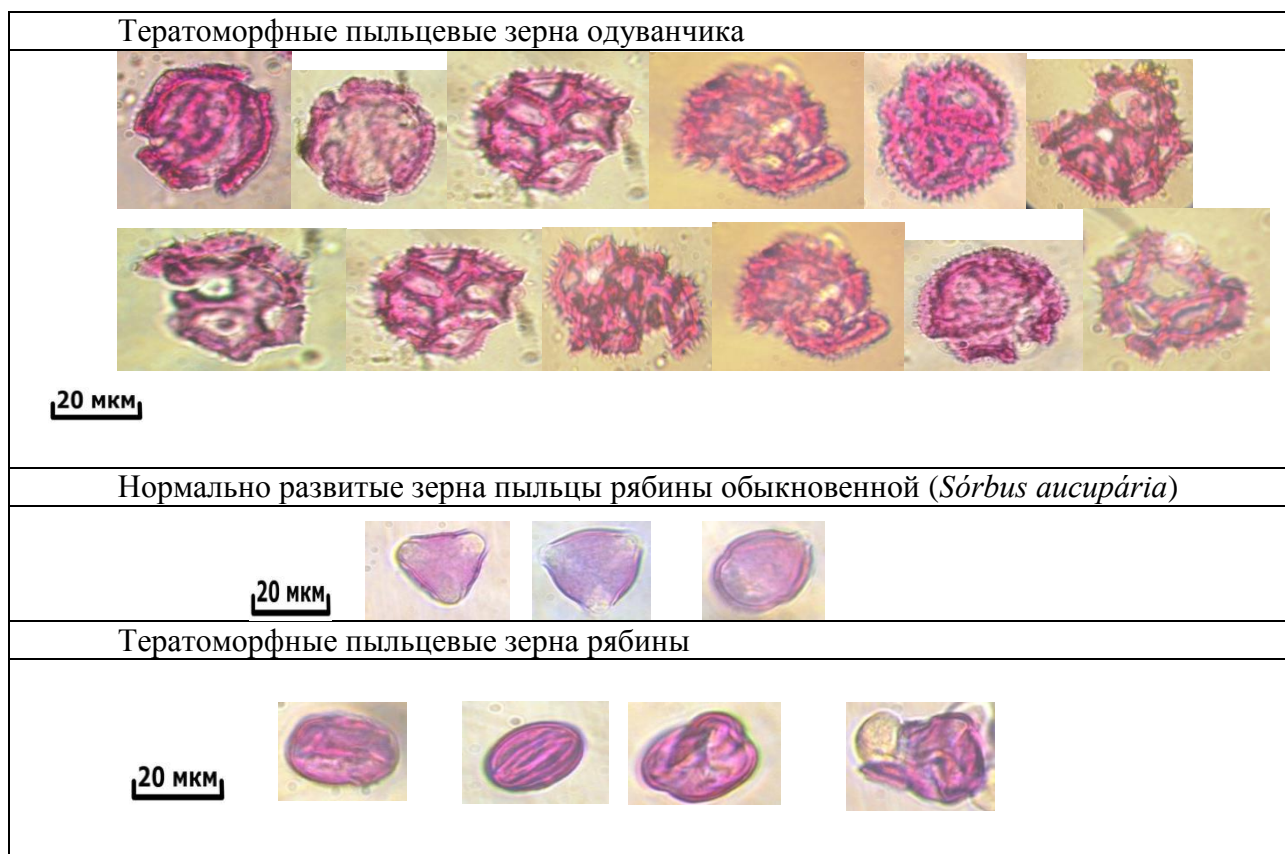 Тератоморфные пыльцевые зерна одуванчика
20 мкм
Нормально развитые зерна пыльцы рябины обыкновенной (Sórbus aucupária)
20 мкм
Тератоморфные пыльцевые зерна рябины
20 мкм